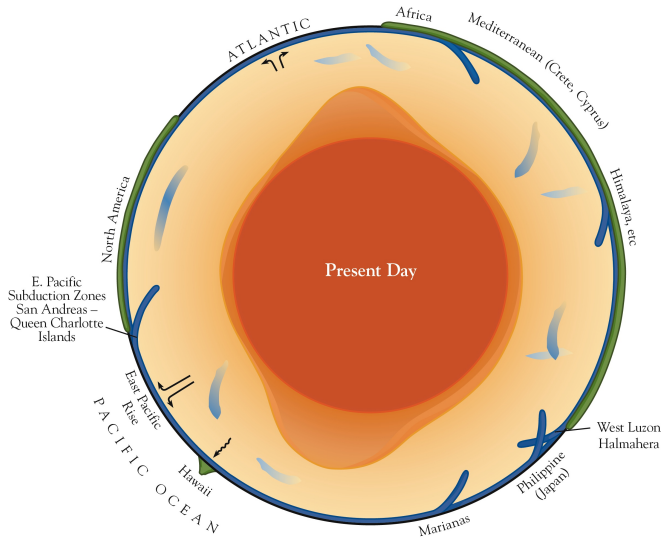 ATLANTIC
Africa
Mediterranean (Crete, Cyprus)
Himalaya, etc
North America
Present Day
E. Pacific
Subduction Zones
San Andreas –
Queen Charlotte
Islands
East Pacific
Rise
PACIFIC OCEAN
Hawaii
Marianas
Philippine
(Japan)
West Luzon
Halmahera